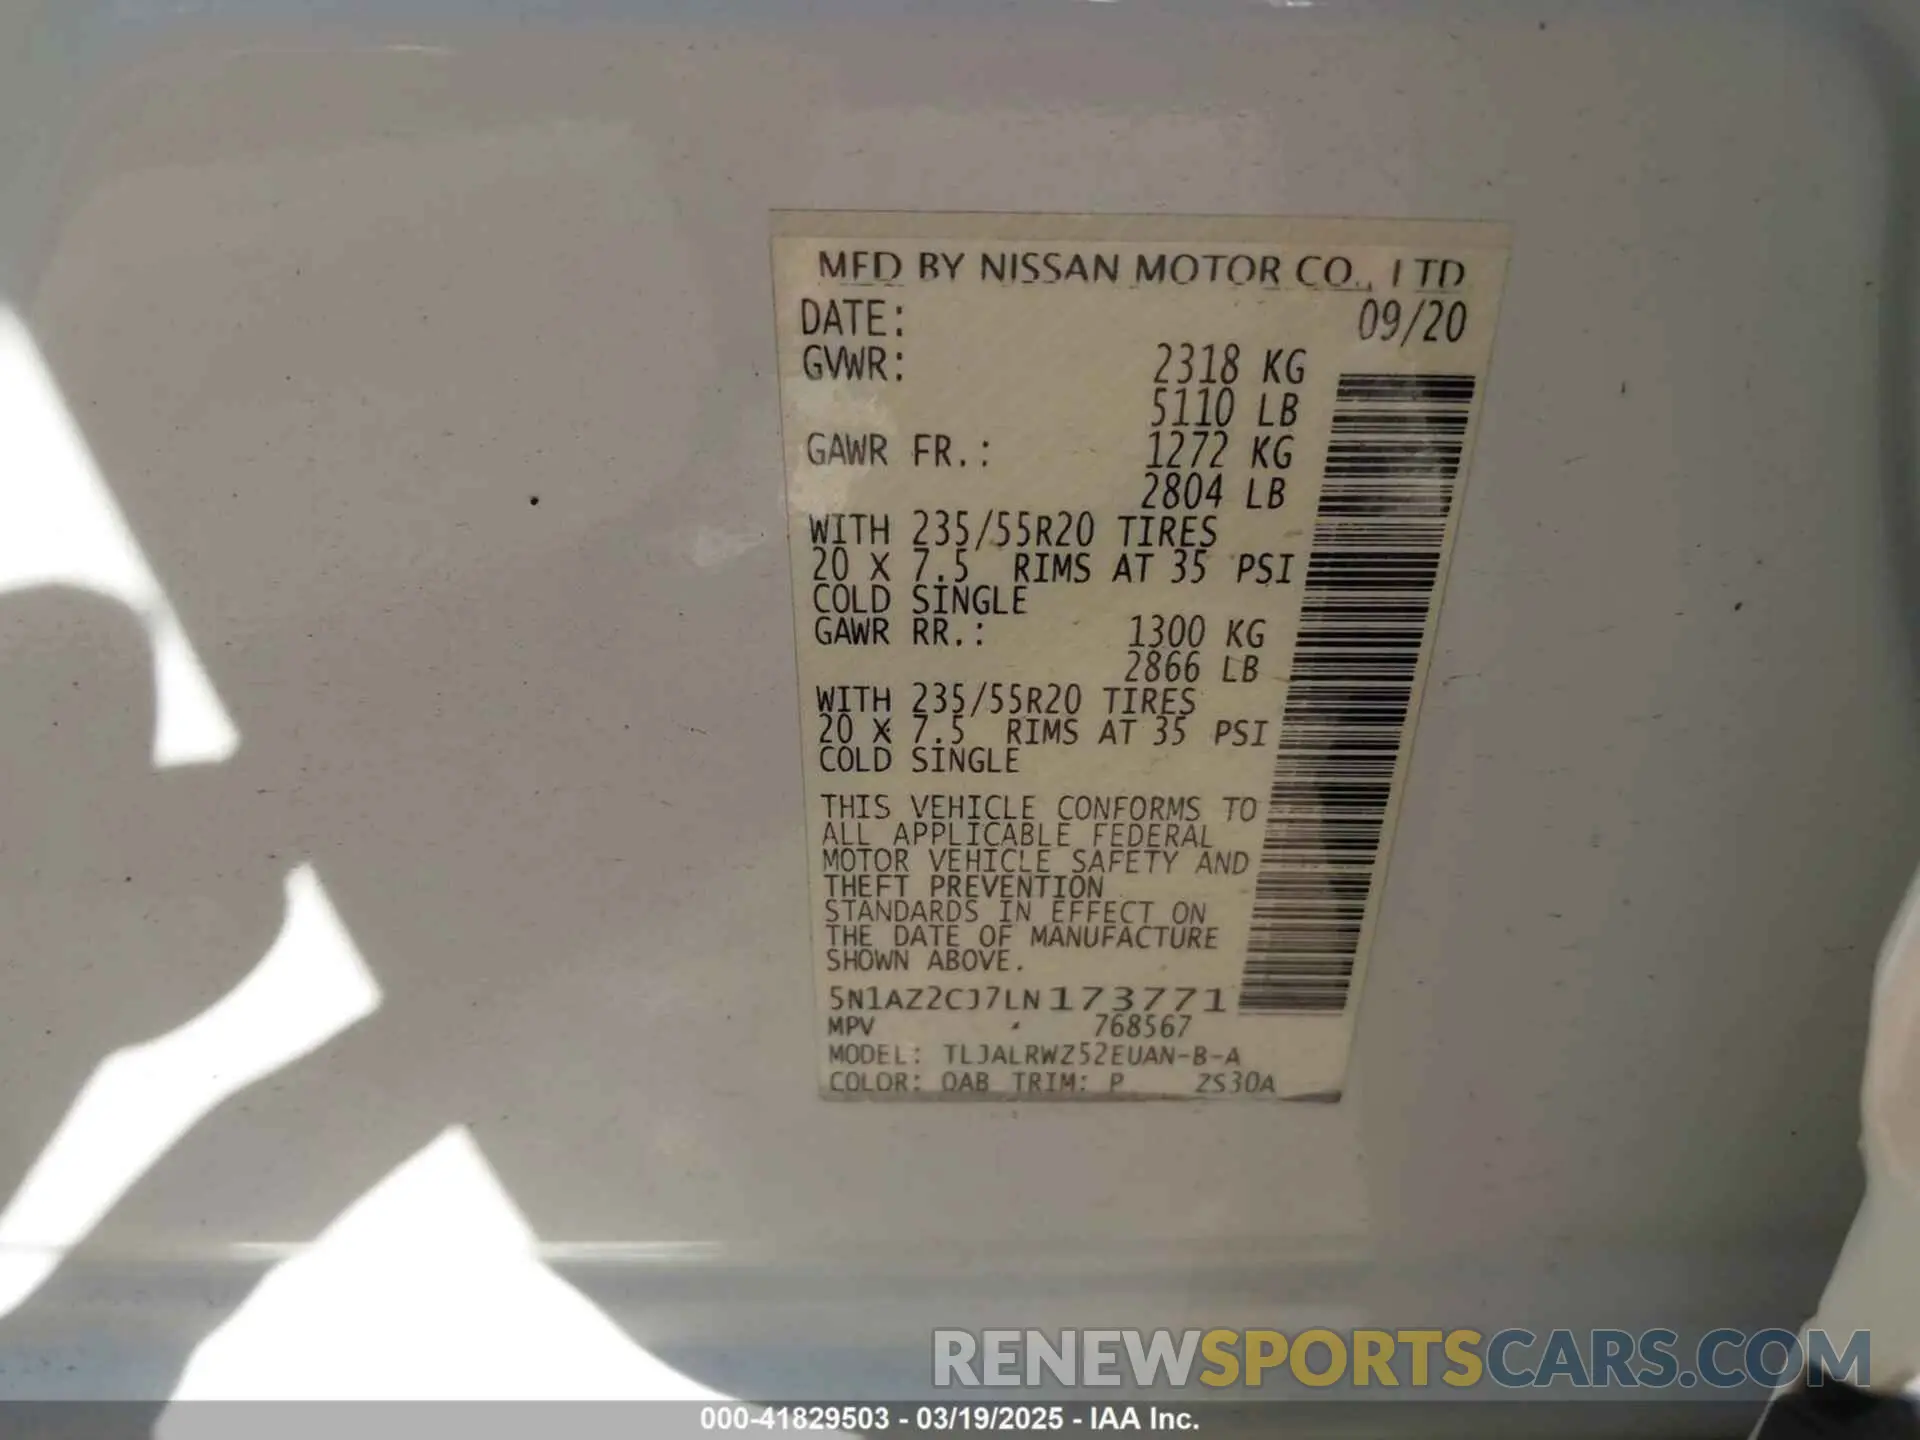 MFD BY NISSAN MOTOR CO., LTD
DATE: 09/20
GVWR: 2318 KG
5110 LB
GAWR FR.: 1272 KG
2804 LB
WITH 235/55R20 TIRES
20 X 7.5 RIMS AT 35 PSI
COLD SINGLE
GAWR RR.: 1300 KG
2866 LB
WITH 235/55R20 TIRES
20 X 7.5 RIMS AT 35 PSI
COLD SINGLE
THIS VEHICLE CONFORMS TO
ALL APPLICABLE FEDERAL
MOTOR VEHICLE SAFETY AND
THEFT PREVENTION
STANDARDS IN EFFECT ON
THE DATE OF MANUFACTURE
SHOWN ABOVE.
5N1AZ2CJ7LN173771
MPV 768567
MODEL: TLJALRWZ52EUAN-B-A
COLOR: QAB TRIM: P ZS30A
RENEWSPORTSCARS.COM
000-41829503 - 03/19/2025 - IAA Inc.